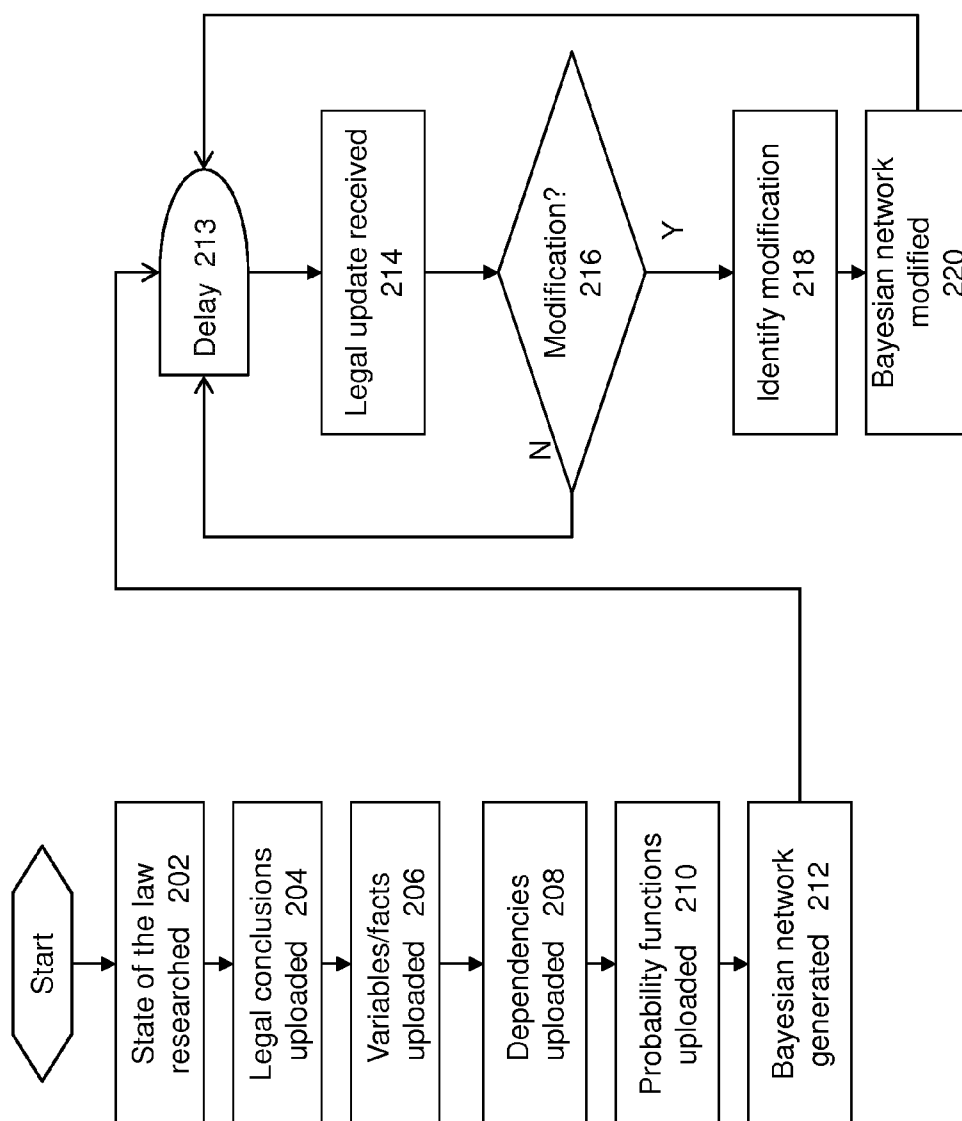 Start
State of the law
researched 202
Legal conclusions
uploaded 204
Variables/facts
uploaded 206
Dependencies
uploaded 208
Probability functions
uploaded 210
Bayesian network
generated 212
Delay 213
Legal update received
214
Modification?
216
N
Y
Identify modification
218
Bayesian network
modified
220